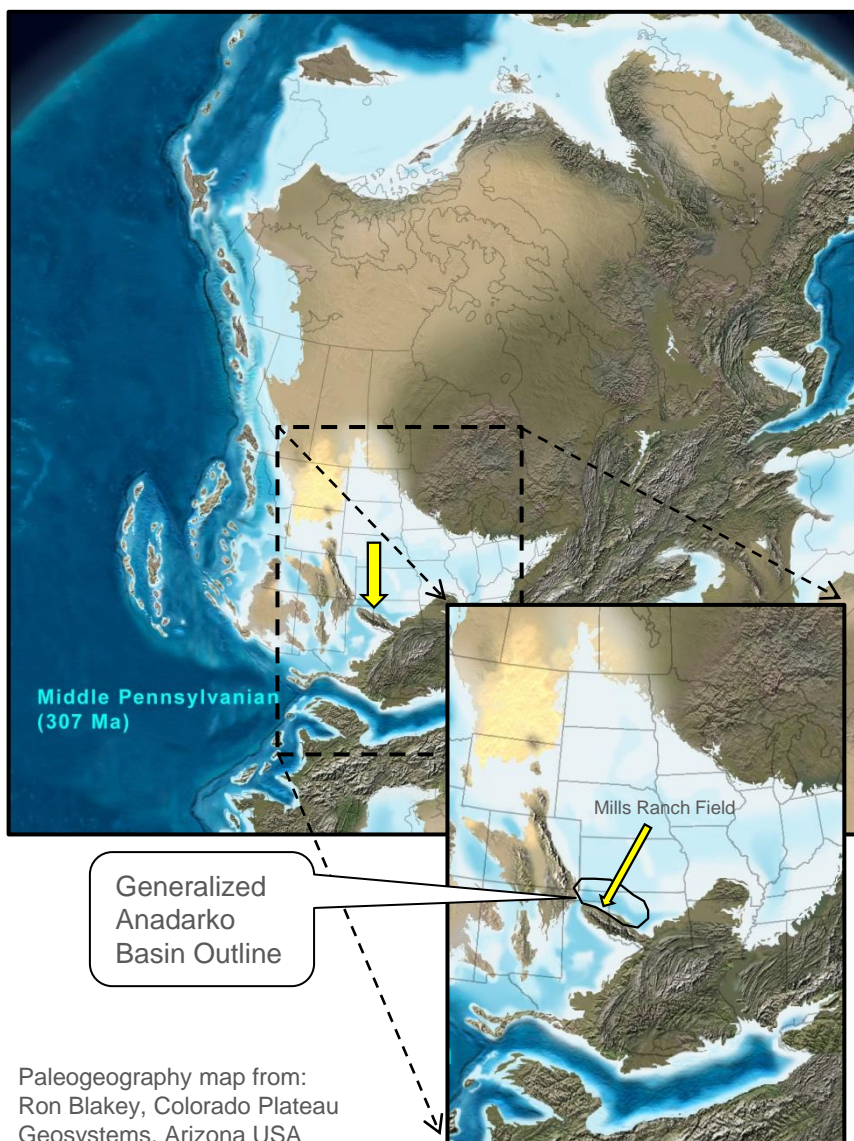 Middle Pennsylvanian
(307 Ma)
Mills Ranch Field
Generalized
Anadarko
Basin Outline
Paleogeography map from:
Ron Blakey, Colorado Plateau
Geosystems, Arizona USA